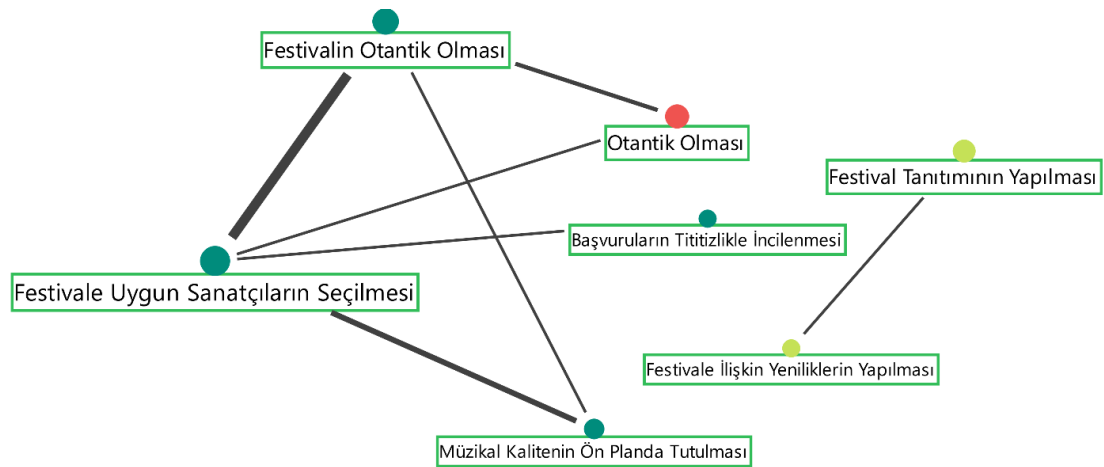 Festivalin Otantik Olması
Otantik Olması
Festival Tanıtımının Yapılması
Başvuruların Tititizlikle İncilenmesi
Festivale Uygun Sanatçıların Seçilmesi
Festivale İlişkin Yeniliklerin Yapılması
Müzikal Kalitenin Ön Planda Tutulması